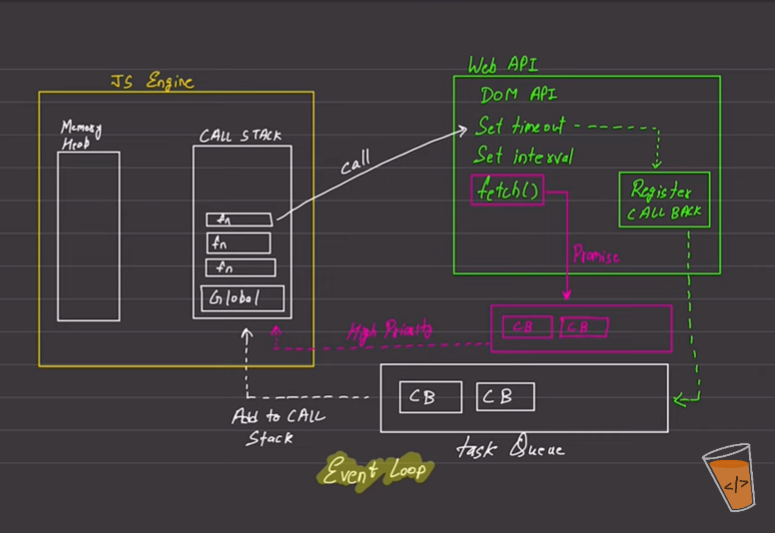 JS Engine
Memory
Heap
CALL STACK
fn
fn
fn
Global
call
Web API
DOM API
Set timeout
Set interval
fetch()
Register
CALL BACK
Promise
High Priority
CB CB
CB CB
Add to CALL
Stack
task Queue
Event Loop
</>